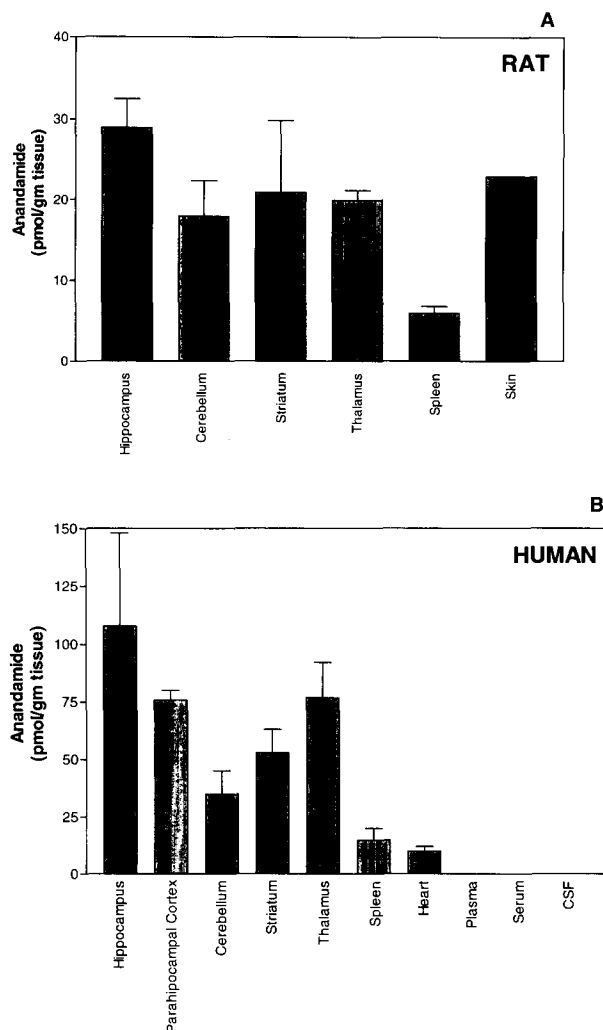 A
RAT
Anandamide
(pmol/gm tissue)
40
30
20
10
0
Hippocampus
Cerebellum
Striatum
Thalamus
Spleen
Skin
B
HUMAN
Anandamide
(pmol/gm tissue)
150
125
100
75
50
25
0
Hippocampus
Parahipocampal Cortex
Cerebellum
Striatum
Thalamus
Spleen
Heart
Plasma
Serum
CSF